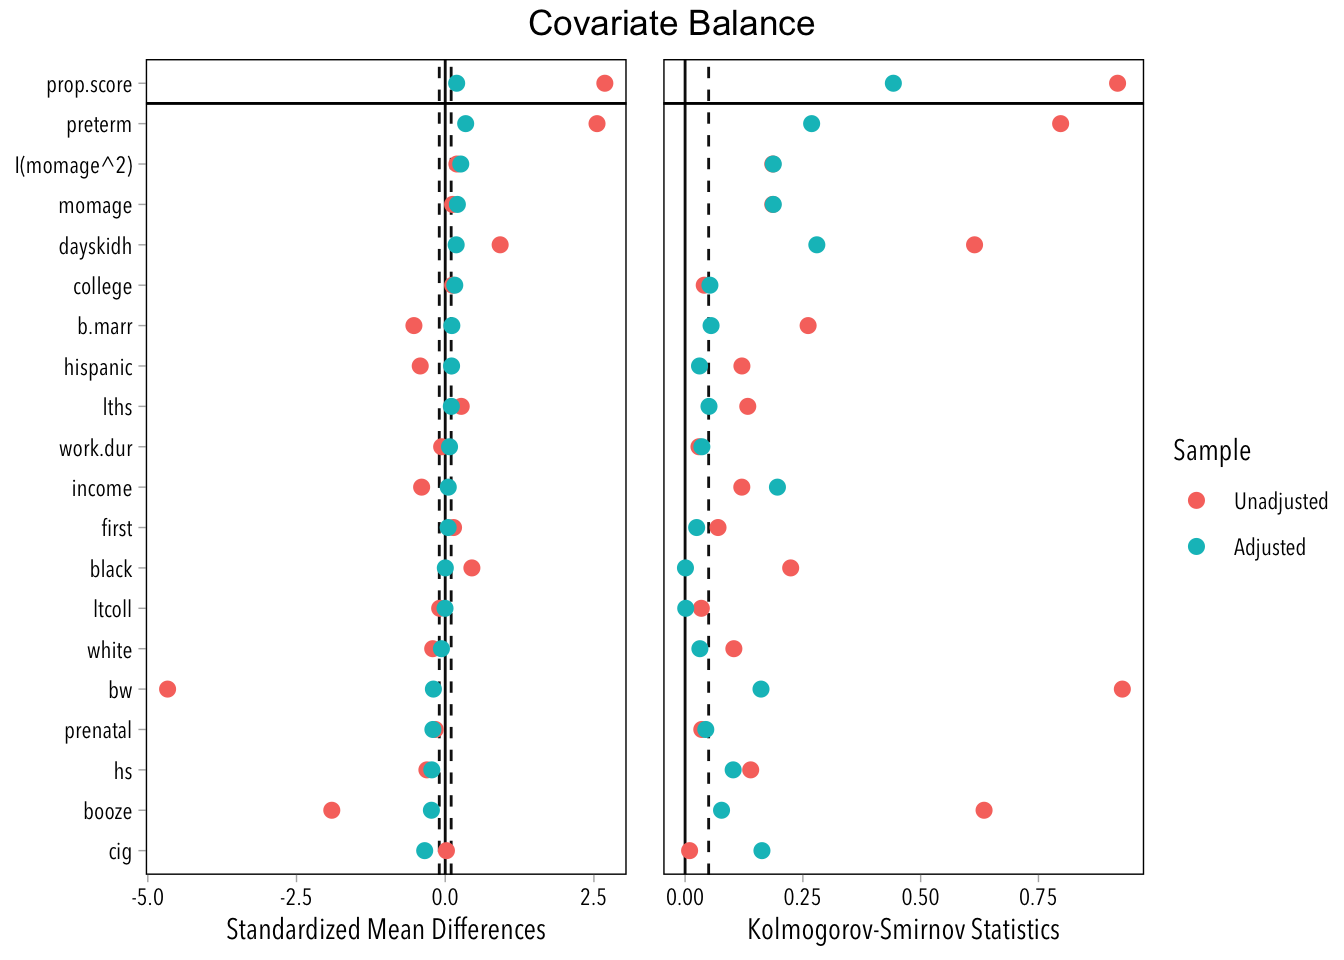 Covariate Balance
prop.score
preterm
I(momage^2)
momage
dayskidh
college
b.marr
hispanic
lths
work.dur
income
first
black
ltcoll
white
bw
prenatal
hs
booze
cig
-5.0 -2.5 0.0 2.5
Standardized Mean Differences
0.00 0.25 0.50 0.75
Kolmogorov-Smirnov Statistics
Sample
Unadjusted
Adjusted